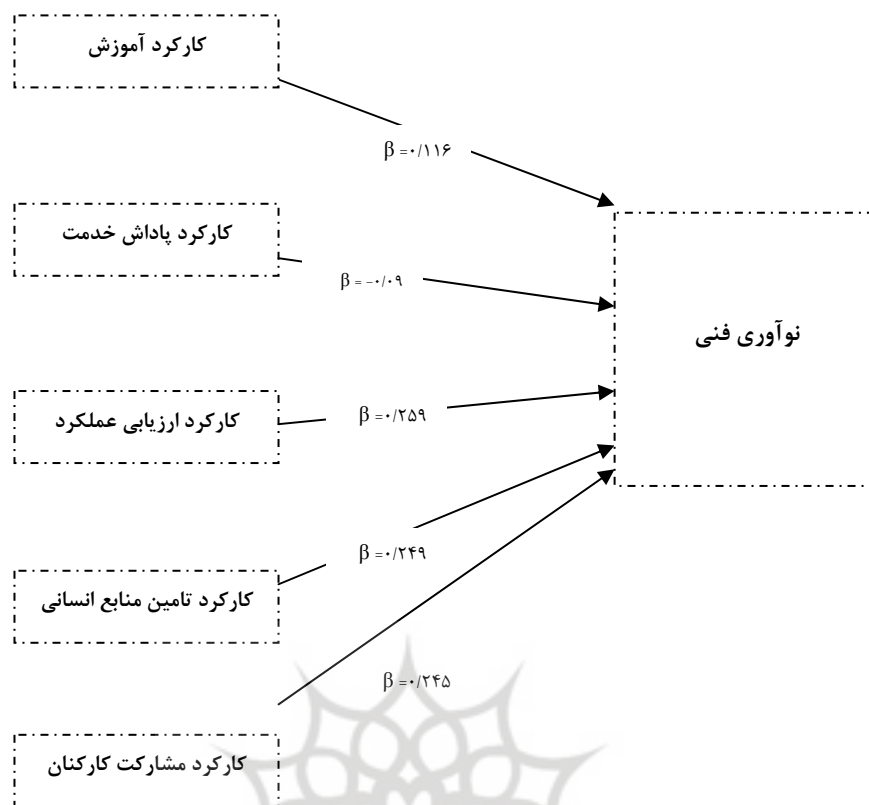 کارکرد آموزش
β =۰/۱۱۶
کارکرد پاداش خدمت
β = -۰/۰۹
نوآوری فنی
کارکرد ارزیابی عملکرد
β =۰/۲۵۹
β =۰/۲۴۹
کارکرد تامین منابع انسانی
β =۰/۲۴۵
کارکرد مشارکت کارکنان